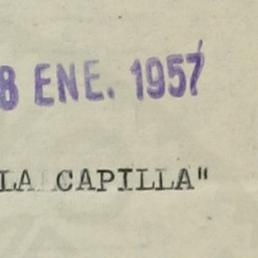 8 ENE. 1957
LA CAPILLA"